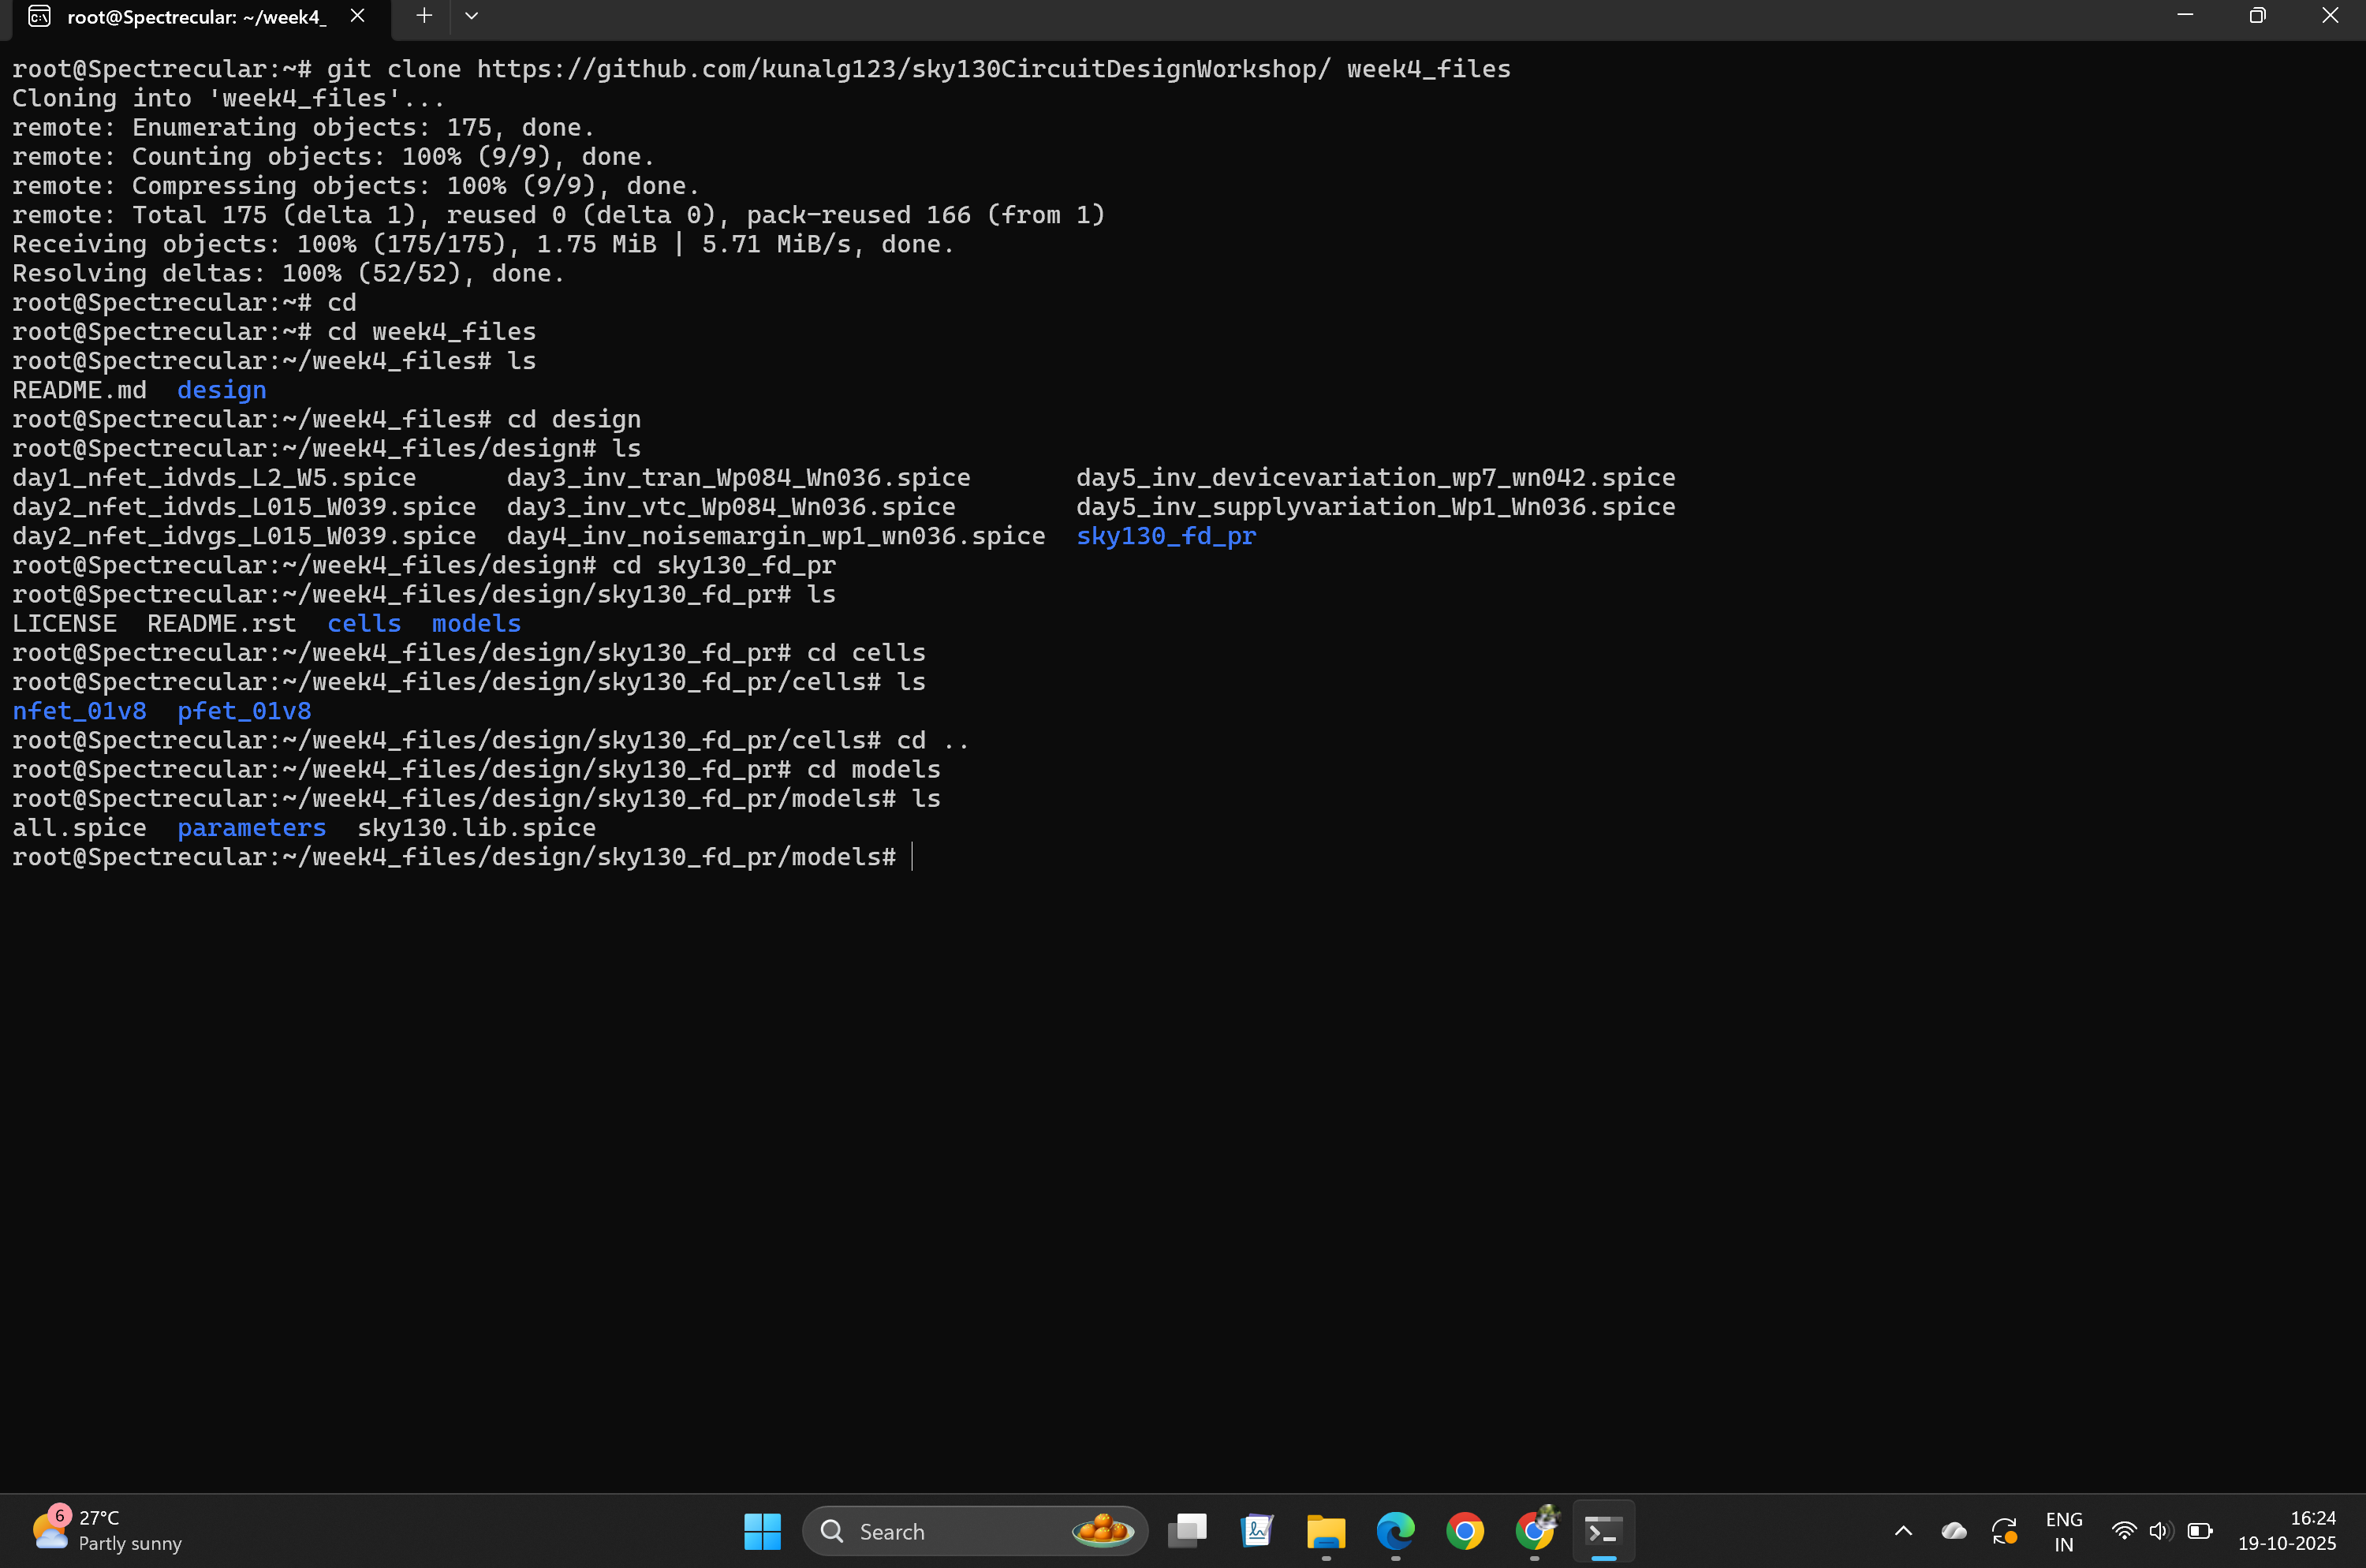 root@Spectrecular: ~/week4_
root@Spectrecular:~# git clone https://github.com/kunalg123/sky130CircuitDesignWorkshop/ week4_files
Cloning into 'week4_files'...
remote: Enumerating objects: 175, done.
remote: Counting objects: 100% (9/9), done.
remote: Compressing objects: 100% (9/9), done.
remote: Total 175 (delta 1), reused 0 (delta 0), pack-reused 166 (from 1)
Receiving objects: 100% (175/175), 1.75 MiB | 5.71 MiB/s, done.
Resolving deltas: 100% (52/52), done.
root@Spectrecular:~# cd
root@Spectrecular:~# cd week4_files
root@Spectrecular:~/week4_files# ls
README.md  design
root@Spectrecular:~/week4_files# cd design
root@Spectrecular:~/week4_files/design# ls
day1_nfet_idvds_L2_W5.spice      day3_inv_tran_Wp084_Wn036.spice       day5_inv_devicevariation_wp7_wn042.spice
day2_nfet_idvds_L015_W039.spice  day3_inv_vtc_Wp084_Wn036.spice        day5_inv_supplyvariation_Wp1_Wn036.spice
day2_nfet_idvgs_L015_W039.spice  day4_inv_noisemargin_wp1_wn036.spice  sky130_fd_pr
root@Spectrecular:~/week4_files/design# cd sky130_fd_pr
root@Spectrecular:~/week4_files/design/sky130_fd_pr# ls
LICENSE  README.rst  cells  models
root@Spectrecular:~/week4_files/design/sky130_fd_pr# cd cells
root@Spectrecular:~/week4_files/design/sky130_fd_pr/cells# ls
nfet_01v8  pfet_01v8
root@Spectrecular:~/week4_files/design/sky130_fd_pr/cells# cd ..
root@Spectrecular:~/week4_files/design/sky130_fd_pr# cd models
root@Spectrecular:~/week4_files/design/sky130_fd_pr/models# ls
all.spice  parameters  sky130.lib.spice
root@Spectrecular:~/week4_files/design/sky130_fd_pr/models#
6
27°C
Partly sunny
Search
ENG
IN
16:24
19-10-2025